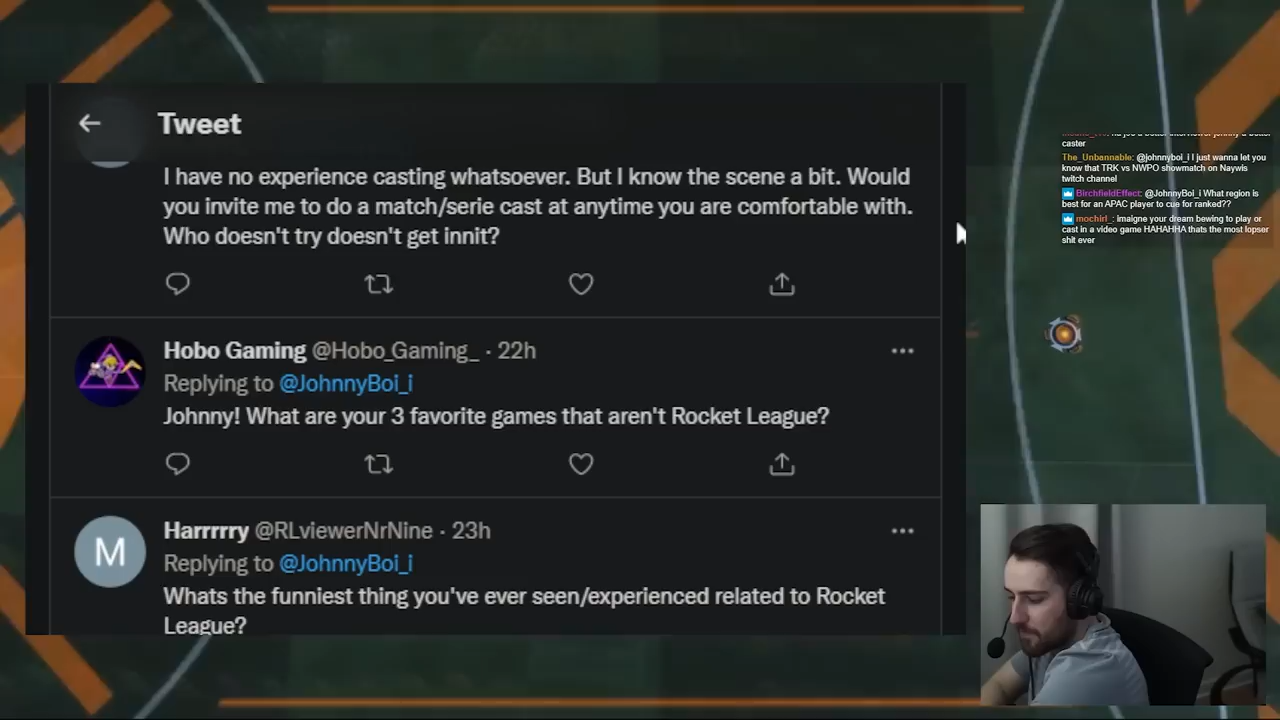 Tweet
I have no experience casting whatsoever. But I know the scene a bit. Would
you invite me to do a match/serie cast at anytime you are comfortable with.
Who doesn't try doesn't get innit?
Hobo Gaming @Hobo_Gaming_ · 22h
Replying to @JohnnyBoi_i
Johnny! What are your 3 favorite games that aren't Rocket League?
M
Harrrrry @RLviewerNrNine · 23h
Replying to @JohnnyBoi_i
Whats the funniest thing you've ever seen/experienced related to Rocket
League?
caster
The_Unbannable: @johnnyboi_i I just wanna let you
know that TRK vs NWPO showmatch on Naywls
twitch channel
BirchfieldEffect: @JohnnyBoi_i What region is
best for an APAC player to cue for ranked??
mochirl_: imaigne your dream bewing to play or
cast in a video game HAHAHHA thats the most lopser
shit ever